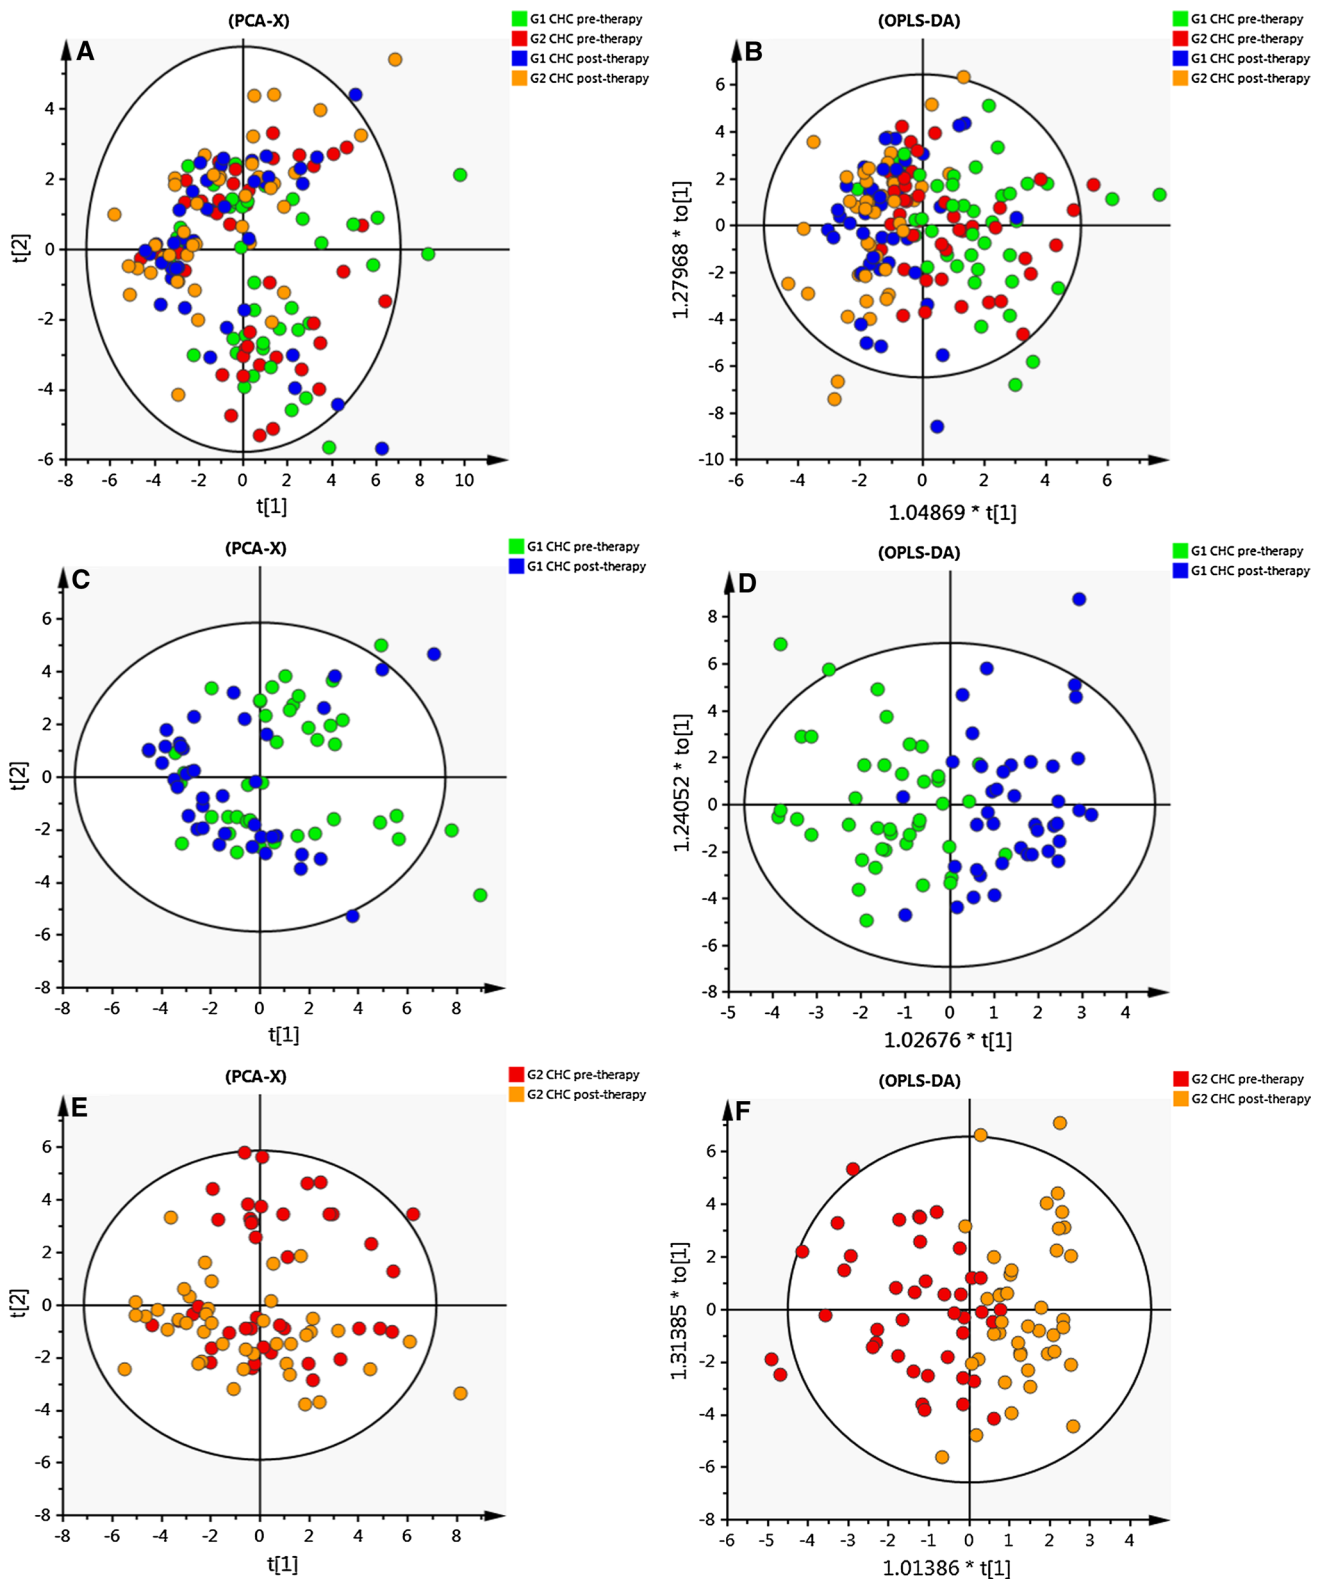 (PCA-X)
A
G1 CHC pre-therapy
G2 CHC pre-therapy
G1 CHC post-therapy
G2 CHC post-therapy
4
2
0
-2
-4
-6
t[2]
-8 -6 -4 -2 0 2 4 6 8 10
t[1]
(OPLS-DA)
B
G1 CHC pre-therapy
G2 CHC pre-therapy
G1 CHC post-therapy
G2 CHC post-therapy
6
4
2
0
-2
-4
-6
-8
-10
1.27968 * to[1]
-6 -4 -2 0 2 4 6
1.04869 * t[1]
(PCA-X)
C
G1 CHC pre-therapy
G1 CHC post-therapy
6
4
2
0
-2
-4
-6
-8
t[2]
-8 -6 -4 -2 0 2 4 6 8
t[1]
(OPLS-DA)
D
G1 CHC pre-therapy
G1 CHC post-therapy
8
6
4
2
0
-2
-4
-6
-8
1.24052 * to[1]
-5 -4 -3 -2 -1 0 1 2 3 4
1.02676 * t[1]
(PCA-X)
E
G2 CHC pre-therapy
G2 CHC post-therapy
6
4
2
0
-2
-4
-6
-8
t[2]
-8 -6 -4 -2 0 2 4 6 8
t[1]
(OPLS-DA)
F
G2 CHC pre-therapy
G2 CHC post-therapy
6
4
2
0
-2
-4
-6
-8
1.31385 * to[1]
-6 -5 -4 -3 -2 -1 0 1 2 3 4
1.01386 * t[1]